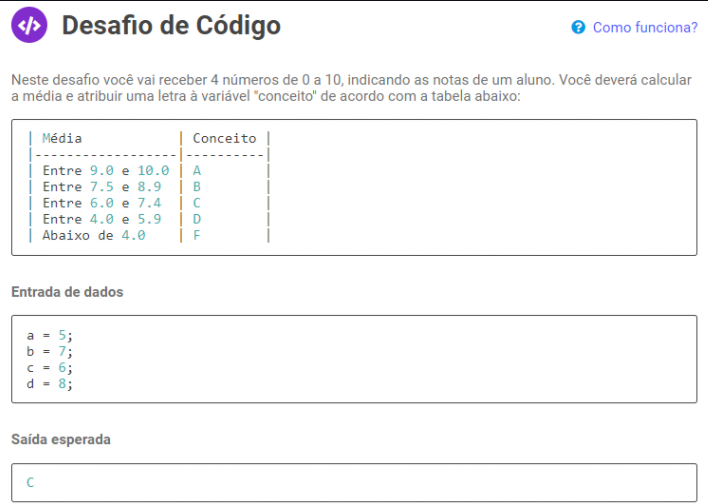 </> Desafio de Código
? Como funciona?
Neste desafio você vai receber 4 números de 0 a 10, indicando as notas de um aluno. Você deverá calcular
a média e atribuir uma letra à variável "conceito" de acordo com a tabela abaixo:
| Média | Conceito |
|------------------|----------|
| Entre 9.0 e 10.0 | A |
| Entre 7.5 e 8.9 | B |
| Entre 6.0 e 7.4 | C |
| Entre 4.0 e 5.9 | D |
| Abaixo de 4.0 | F |
Entrada de dados
a = 5;
b = 7;
c = 6;
d = 8;
Saída esperada
C